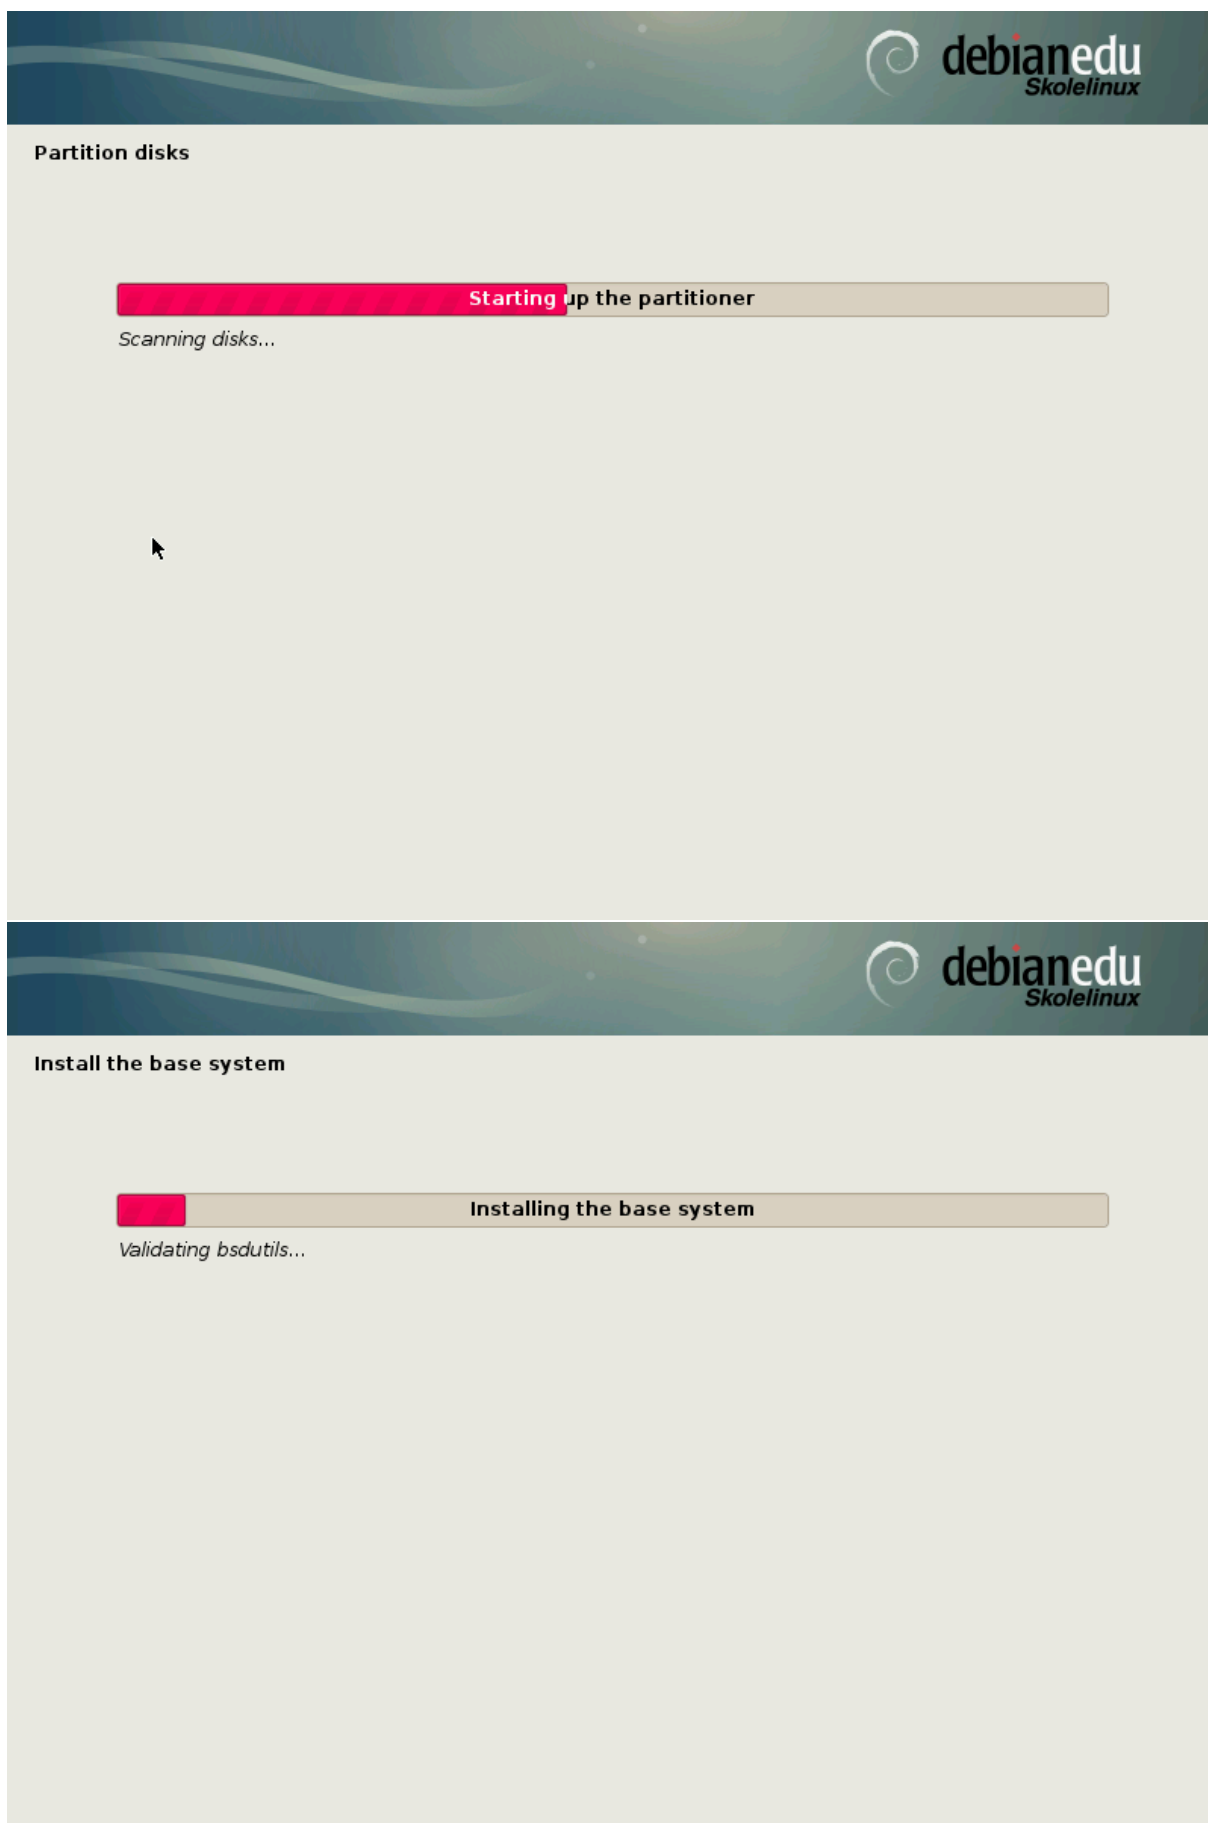 debianedu
Skolelinux
Partition disks
Starting up the partitioner
Scanning disks...
debianedu
Skolelinux
Install the base system
Installing the base system
Validating bsdutils...